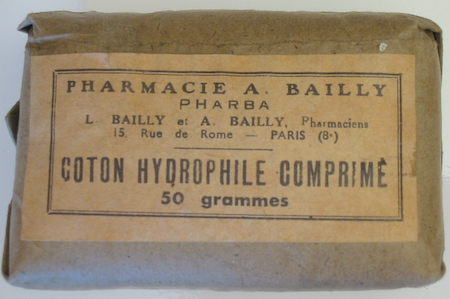 PHARMACIE A. BAILLY
PHARBA
L BAILLY et A. BAILLY, Pharmaciens
15, Rue de Rome — PARIS (8e)
COTON HYDROPHILE COMPRIMÉ
50 grammes